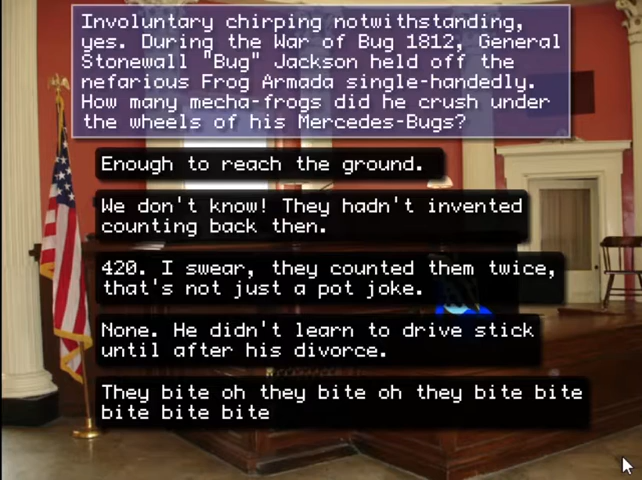 Involuntary chirping notwithstanding,
yes. During the War of Bug 1812, General
Stonewall "Bug" Jackson held off the
nefarious Frog Armada single-handedly.
How many mecha-frogs did he crush under
the wheels of his Mercedes-Bugs?
Enough to reach the ground.
We don't know! They hadn't invented
counting back then.
420. I swear, they counted them twice,
that's not just a pot joke.
None. He didn't learn to drive stick
until after his divorce.
They bite oh they bite oh they bite bite
bite bite bite